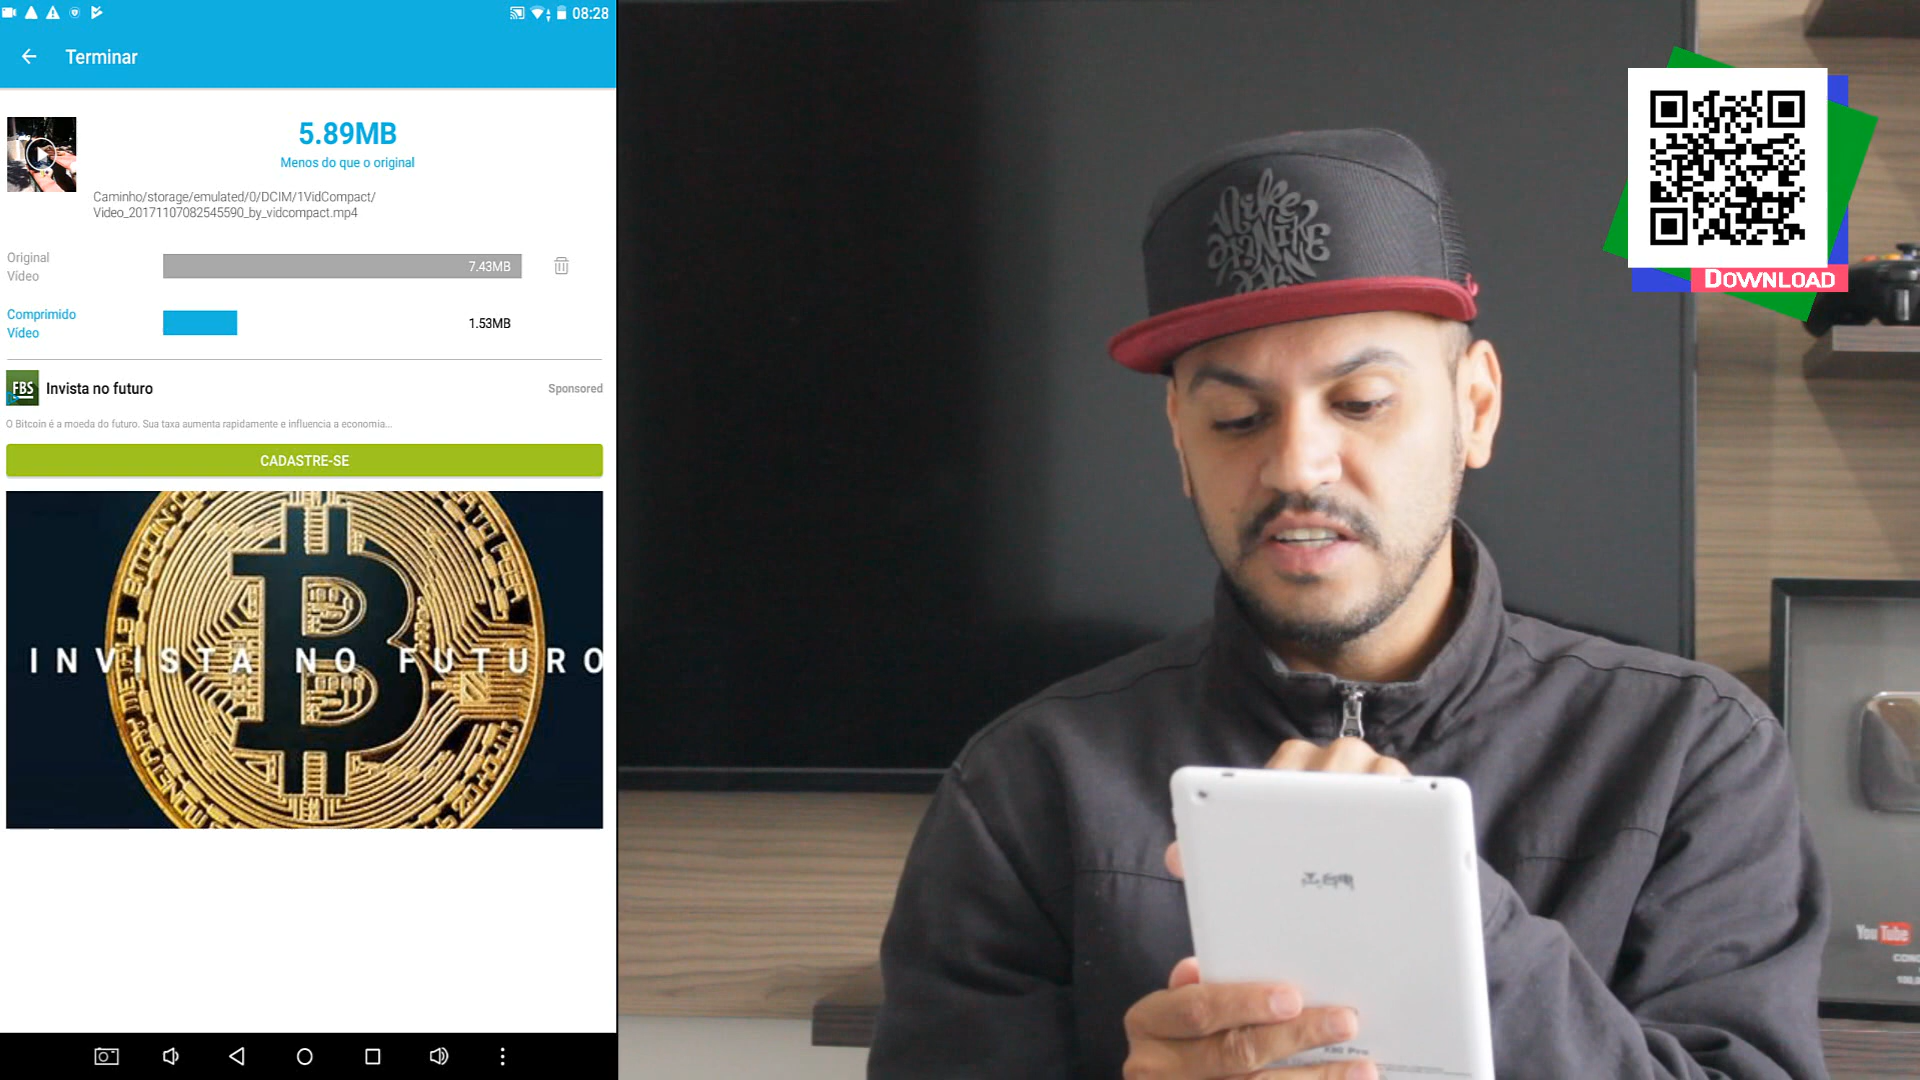 08:28
Terminar
5.89MB
Menos do que o original
Caminho/storage/emulated/0/DCIM/1VidCompact/
Video_20171107082545590_by_vidcompact.mp4
Original
Vídeo
7.43MB
Comprimido
Vídeo
1.53MB
FBS
Invista no futuro
Sponsored
O Bitcoin é a moeda do futuro. Sua taxa aumenta rapidamente e influencia a economia...
CADASTRE-SE
INVISTA NO FUTURO
DOWNLOAD
YouTube